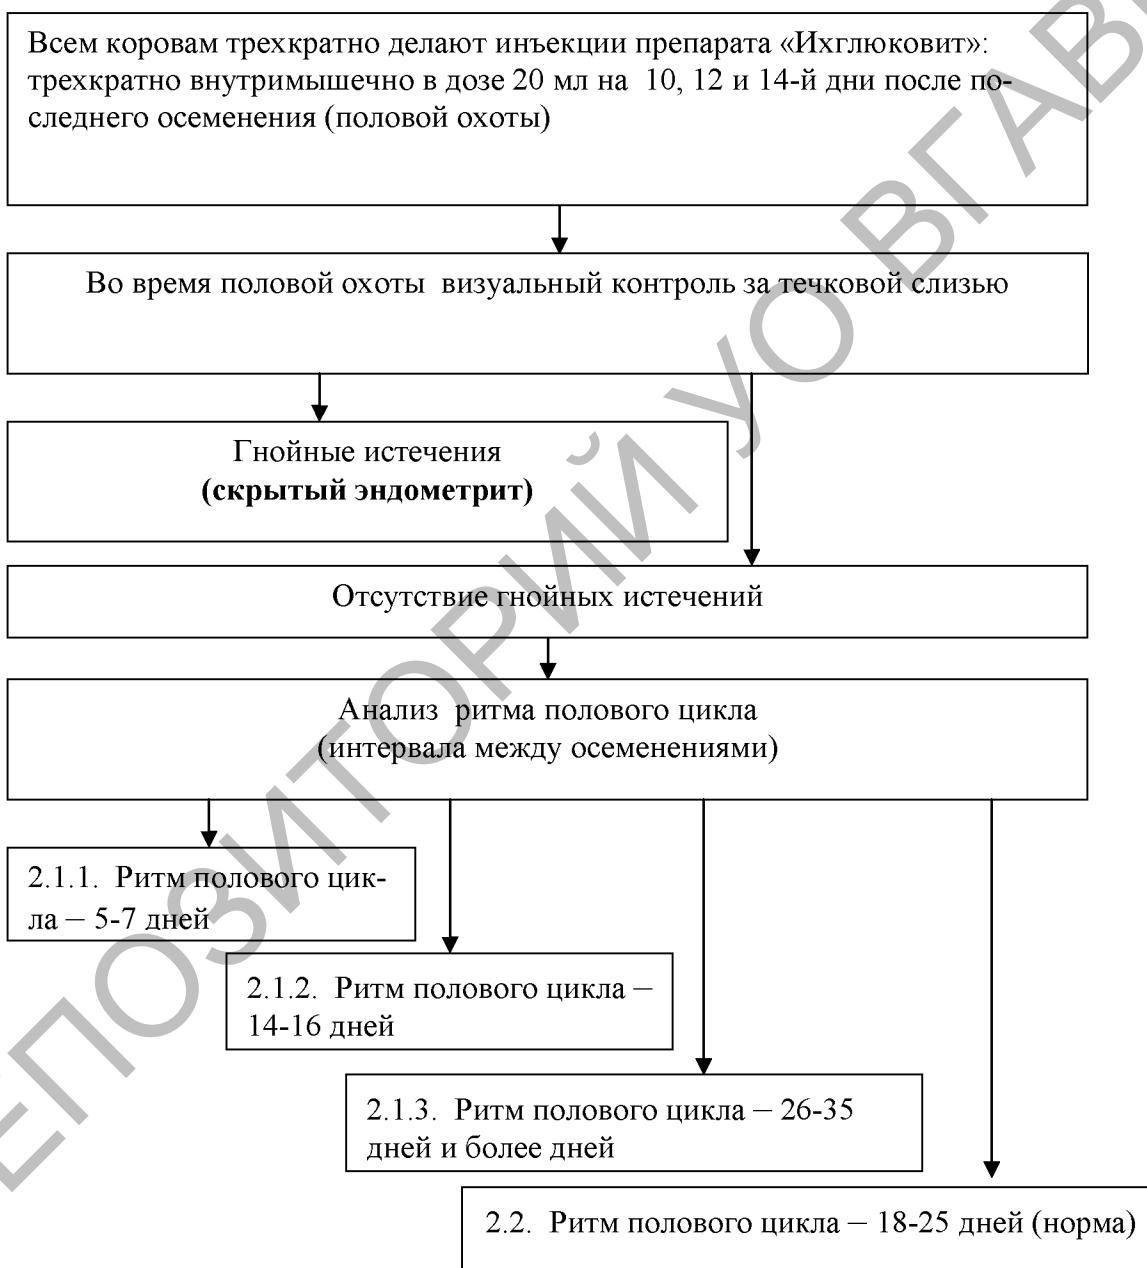 Всем коровам трехкратно делают инъекции препарата «Ихглюковит»:
трехкратно внутримышечно в дозе 20 мл на 10, 12 и 14-й дни после по-
следнего осеменения (половой охоты)
Во время половой охоты визуальный контроль за течковой слизью
Гнойные истечения
(скрытый эндометрит)
Отсутствие гнойных истечений
Анализ ритма полового цикла
(интервала между осеменениями)
2.1.1. Ритм полового цик-
ла – 5-7 дней
2.1.2. Ритм полового цикла –
14-16 дней
2.1.3. Ритм полового цикла – 26-35
дней и более дней
2.2. Ритм полового цикла – 18-25 дней (норма)
ЕПОЗИТОРИЙ УО ВГАВ